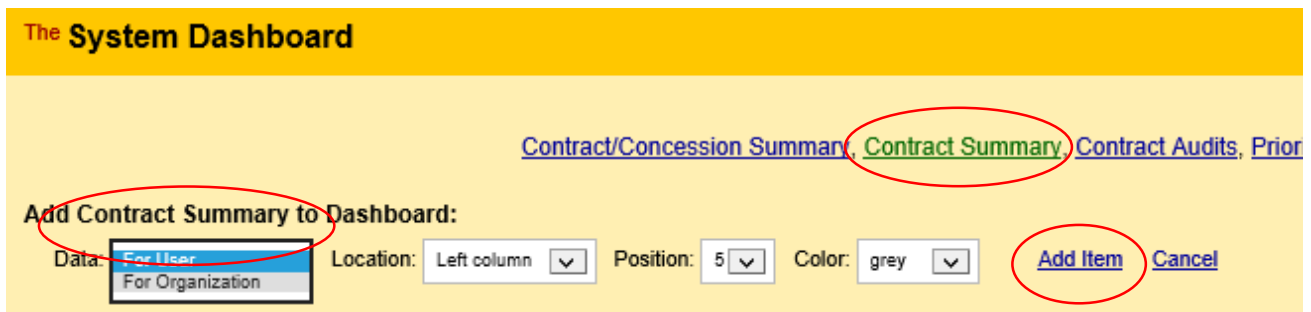 The System Dashboard
Contract/Concession Summary, Contract Summary, Contract Audits, Prior
Add Contract Summary to Dashboard:
Data: For User Location: Left column Position: 5 Color: grey Add Item Cancel
For Organization